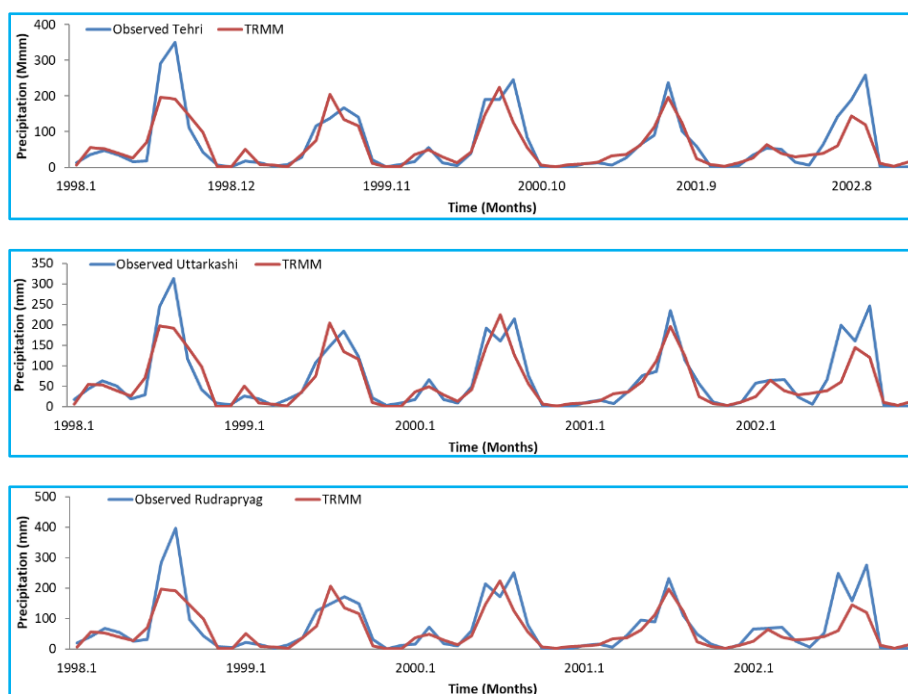 Observed Tehri TRMM
Precipitation (Mmm)
400
300
200
100
0
1998.1 1998.12 1999.11 2000.10 2001.9 2002.8
Time (Months)
Observed Uttarkashi TRMM
Precipitation (mm)
350
300
250
200
150
100
50
0
1998.1 1999.1 2000.1 2001.1 2002.1
Time (Months)
Observed Rudrapryag TRMM
Precipitation (mm)
500
400
300
200
100
0
1998.1 1999.1 2000.1 2001.1 2002.1
Time (Months)